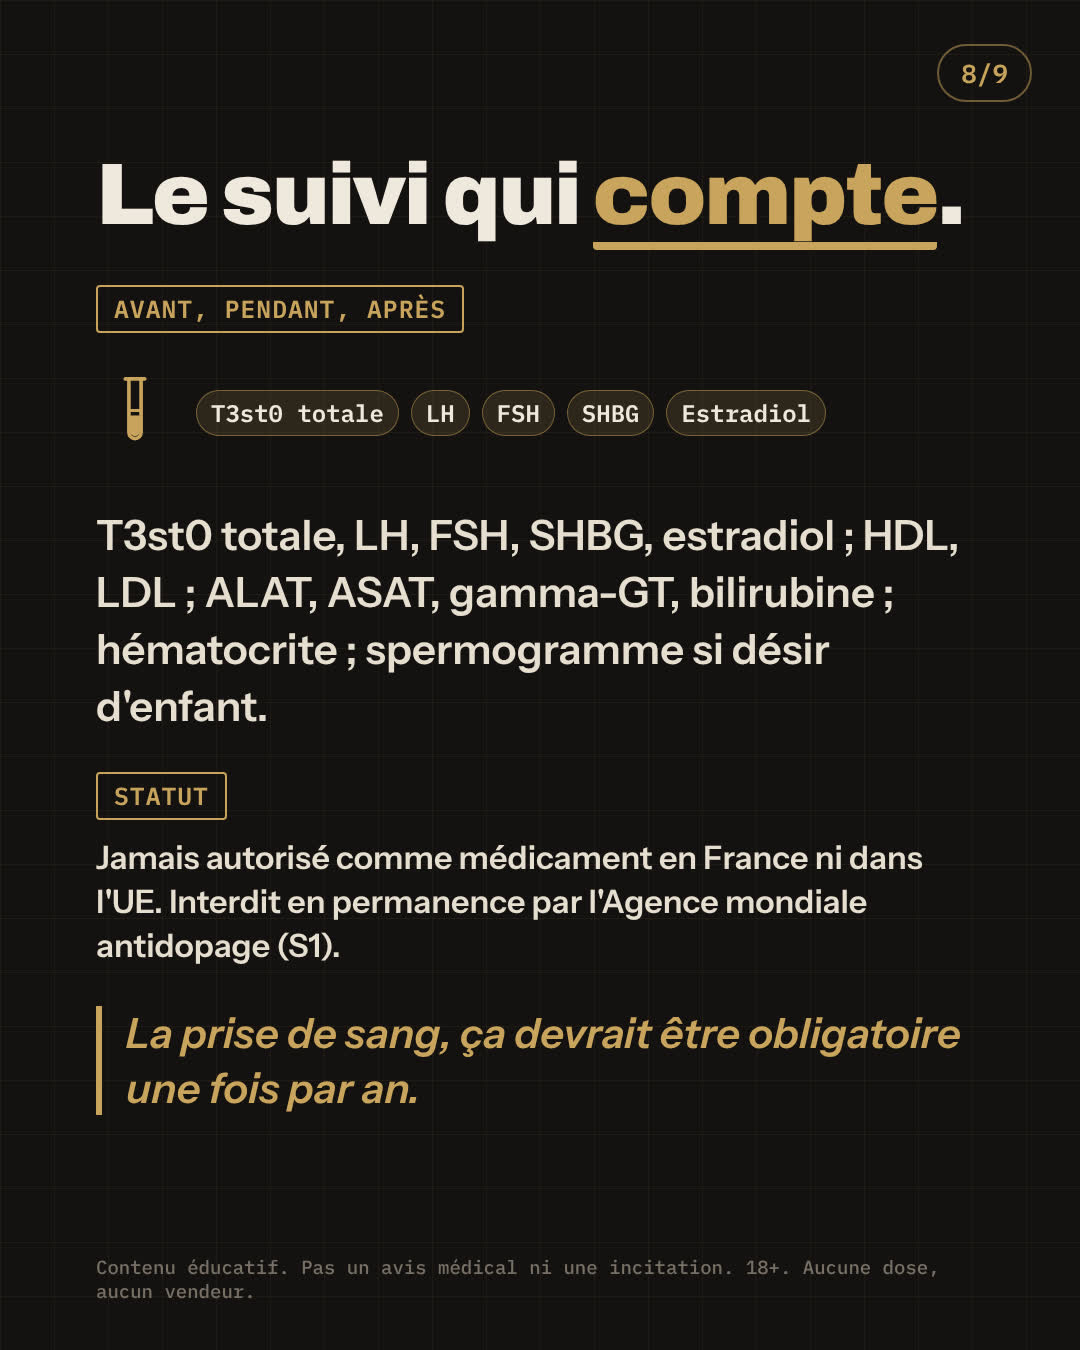 8/9
Le suivi qui compte.
AVANT, PENDANT, APRÈS
T3st0 totale LH FSH SHBG Estradiol
T3st0 totale, LH, FSH, SHBG, estradiol ; HDL,
LDL ; ALAT, ASAT, gamma-GT, bilirubine ;
hématocrite ; spermogramme si désir
d'enfant.
STATUT
Jamais autorisé comme médicament en France ni dans
l'UE. Interdit en permanence par l'Agence mondiale
antidopage (S1).
La prise de sang, ça devrait être obligatoire
une fois par an.
Contenu éducatif. Pas un avis médical ni une incitation. 18+. Aucune dose,
aucun vendeur.